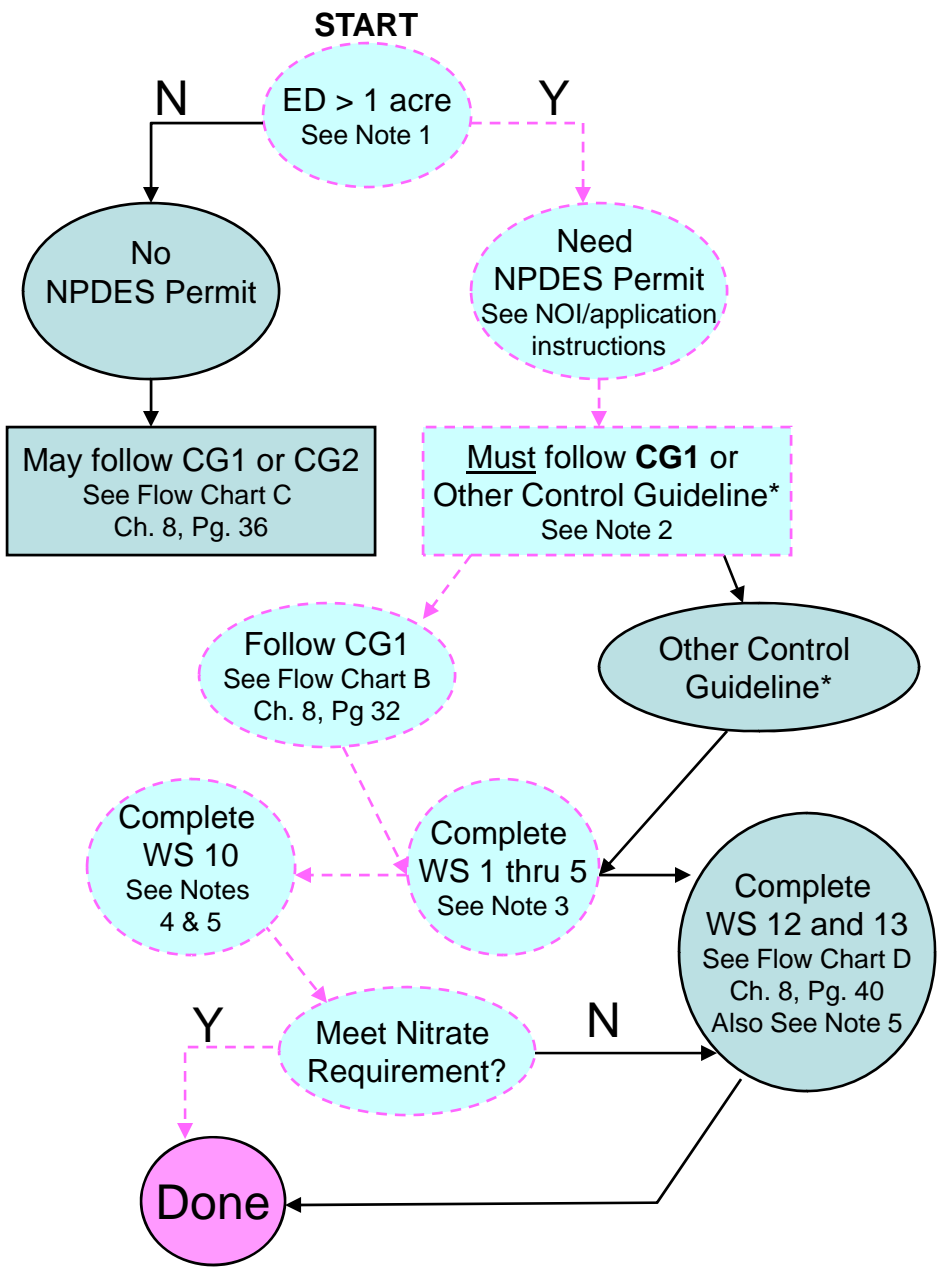 START
N
ED > 1 acre
See Note 1
Y
No
NPDES Permit
Need
NPDES Permit
See NOI/application
instructions
May follow CG1 or CG2
See Flow Chart C
Ch. 8, Pg. 36
Must follow CG1 or
Other Control Guideline*
See Note 2
Follow CG1
See Flow Chart B
Ch. 8, Pg 32
Other Control
Guideline*
Complete
WS 10
See Notes
4 & 5
Complete
WS 1 thru 5
See Note 3
Complete
WS 12 and 13
See Flow Chart D
Ch. 8, Pg. 40
Also See Note 5
Y
Meet Nitrate
Requirement?
N
Done